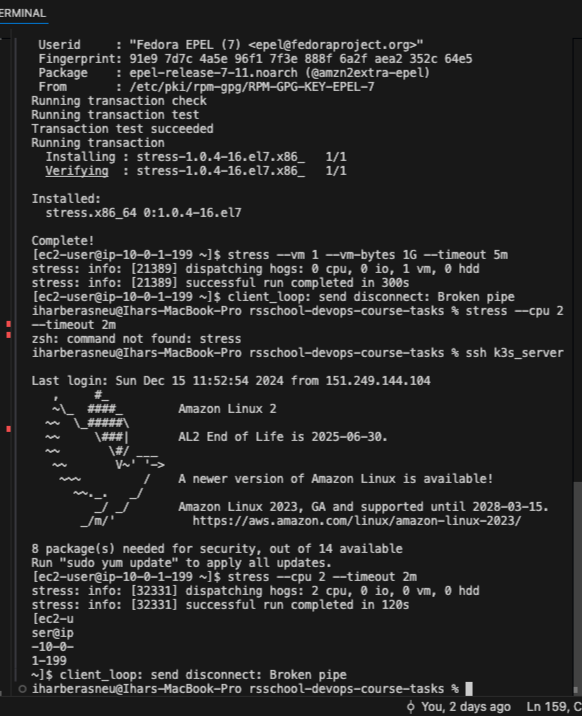 ERMINAL
Userid     : "Fedora EPEL (7) <epel@fedoraproject.org>"
Fingerprint: 91e9 7d7c 4a5e 96f1 7f3e 888f 6a2f aea2 352c 64e5
Package    : epel-release-7-11.noarch (@amzn2extra-epel)
From       : /etc/pki/rpm-gpg/RPM-GPG-KEY-EPEL-7
Running transaction check
Running transaction test
Transaction test succeeded
Running transaction
  Installing : stress-1.0.4-16.el7.x86_   1/1
  Verifying  : stress-1.0.4-16.el7.x86_   1/1
Installed:
  stress.x86_64 0:1.0.4-16.el7
Complete!
[ec2-user@ip-10-0-1-199 ~]$ stress --vm 1 --vm-bytes 1G --timeout 5m
stress: info: [21389] dispatching hogs: 0 cpu, 0 io, 1 vm, 0 hdd
stress: info: [21389] successful run completed in 300s
[ec2-user@ip-10-0-1-199 ~]$ client_loop: send disconnect: Broken pipe
iharberasneu@Ihars-MacBook-Pro rsschool-devops-course-tasks % stress --cpu 2
--timeout 2m
zsh: command not found: stress
iharberasneu@Ihars-MacBook-Pro rsschool-devops-course-tasks % ssh k3s_server
Last login: Sun Dec 15 11:52:54 2024 from 151.249.144.104
   ,     #_
   ~\_  ####_        Amazon Linux 2
  ~~  \_#####\
  ~~     \###|       AL2 End of Life is 2025-06-30.
  ~~       \#/ ___
   ~~       V~' '->
    ~~~         /    A newer version of Amazon Linux is available!
      ~~._.   _/
         _/ _/       Amazon Linux 2023, GA and supported until 2028-03-15.
       _/m/'           https://aws.amazon.com/linux/amazon-linux-2023/
8 package(s) needed for security, out of 14 available
Run "sudo yum update" to apply all updates.
[ec2-user@ip-10-0-1-199 ~]$ stress --cpu 2 --timeout 2m
stress: info: [32331] dispatching hogs: 2 cpu, 0 io, 0 vm, 0 hdd
stress: info: [32331] successful run completed in 120s
[ec2-u
ser@ip
-10-0-
1-199
~]$ client_loop: send disconnect: Broken pipe
iharberasneu@Ihars-MacBook-Pro rsschool-devops-course-tasks %
You, 2 days ago   Ln 159, C